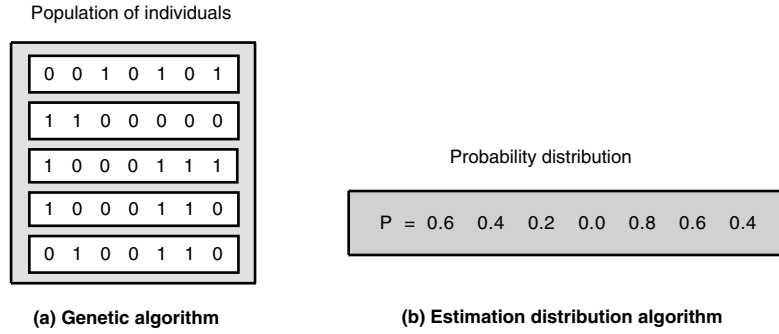 Population of individuals
0 0 1 0 1 0 1
1 1 0 0 0 0 0
1 0 0 0 1 1 1
1 0 0 0 1 1 0
0 1 0 0 1 1 0
(a) Genetic algorithm
Probability distribution
P = 0.6 0.4 0.2 0.0 0.8 0.6 0.4
(b) Estimation distribution algorithm